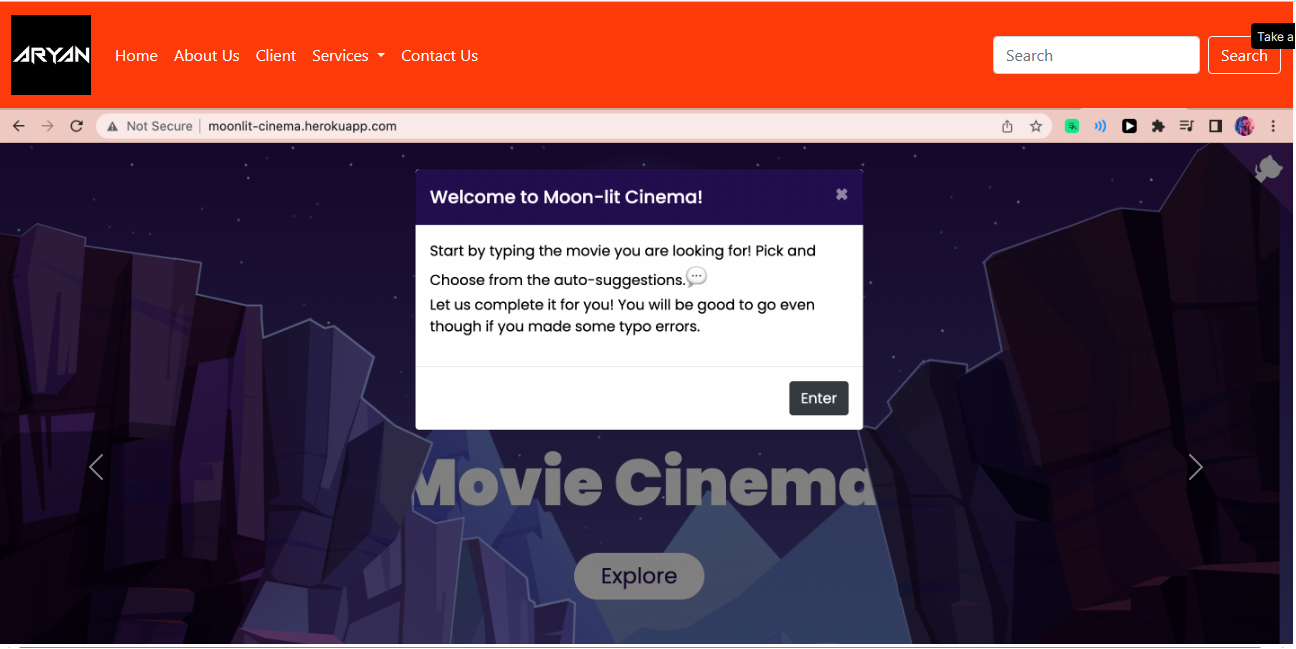 ARYAN
Home About Us Client Services Contact Us
Search
Search
Take a
Not Secure | moonlit-cinema.herokuapp.com
Welcome to Moon-lit Cinema!
Start by typing the movie you are looking for! Pick and
Choose from the auto-suggestions.
Let us complete it for you! You will be good to go even
though if you made some typo errors.
Enter
Movie Cinema
Explore